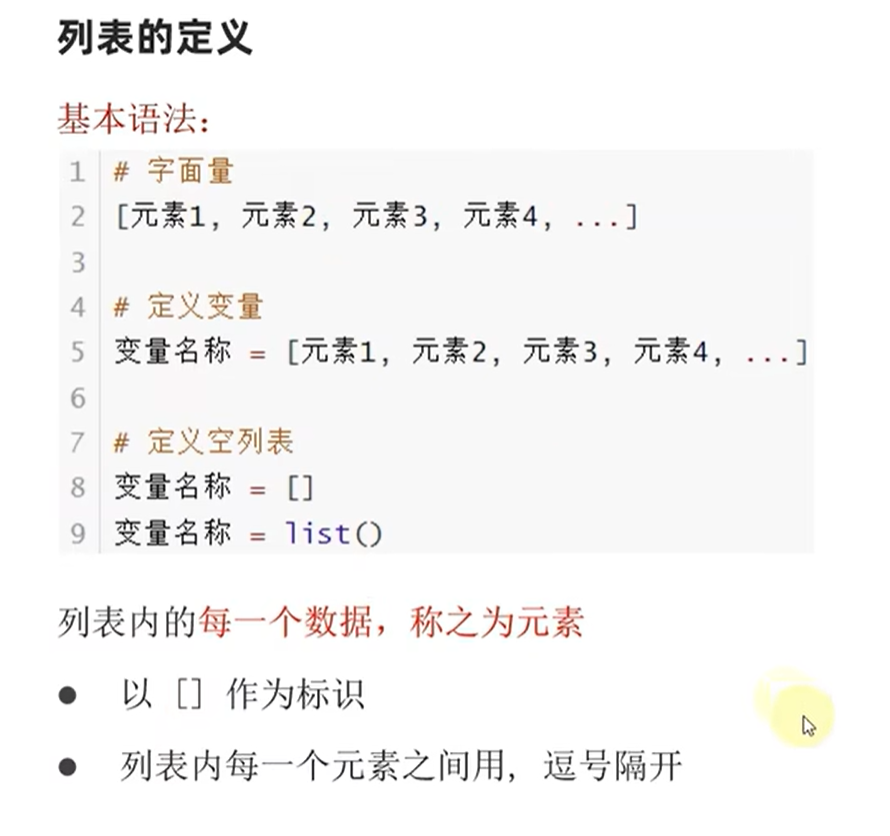 列表的定义
基本语法：
1 # 字面量
2 [元素1, 元素2, 元素3, 元素4, ...]
3
4 # 定义变量
5 变量名称 = [元素1, 元素2, 元素3, 元素4, ...]
6
7 # 定义空列表
8 变量名称 = []
9 变量名称 = list()
列表内的每一个数据，称之为元素
● 以 [] 作为标识
● 列表内每一个元素之间用, 逗号隔开